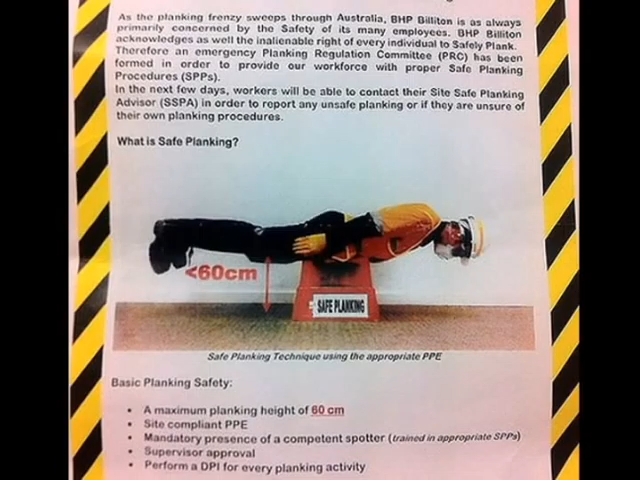 Planking
As the planking frenzy sweeps through Australia, BHP Billiton is as always
primarily concerned by the Safety of its many employees. BHP Billiton
acknowledges as well the inalienable right of every individual to Safely Plank.
Therefore an emergency Planking Regulation Committee (PRC) has been
formed in order to provide our workforce with proper Safe Planking
Procedures (SPPs).
In the next few days, workers will be able to contact their Site Safe Planking
Advisor (SSPA) in order to report any unsafe planking or if they are unsure of
their own planking procedures.
What is Safe Planking?
<60cm
SAFE PLANKING
Safe Planking Technique using the appropriate PPE
Basic Planking Safety:
• A maximum planking height of 60 cm
• Site compliant PPE
• Mandatory presence of a competent spotter (trained in appropriate SPPs)
• Supervisor approval
• Perform a DPI for every planking activity